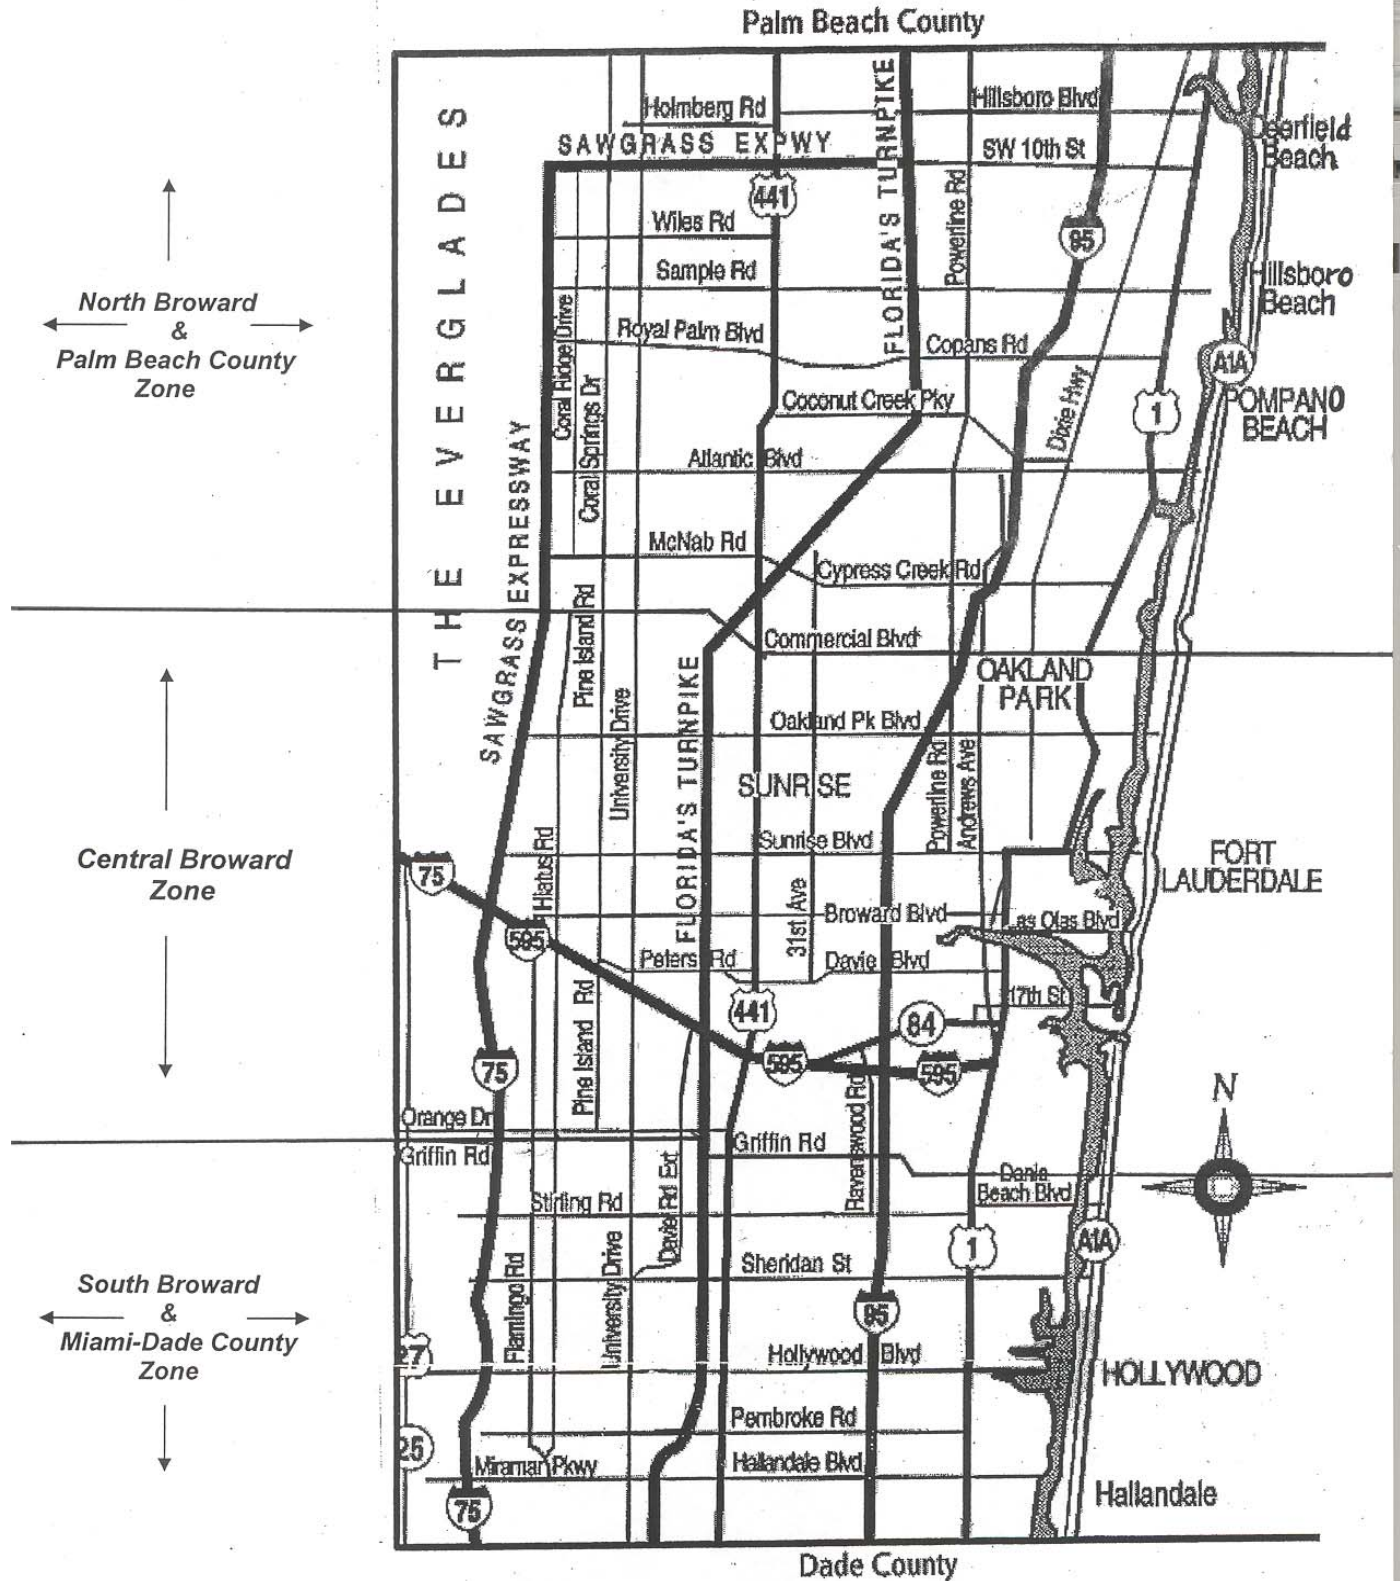 Palm Beach County
THE EVERGLADES
Holmberg Rd
Hillsboro Blvd
SAWGRASS EXPWY
SW 10th St
Deerfield
Beach
441
FLORIDA'S TURNPIKE
FLORIDA'S TURNPIKE
Powerline Rd
95
Wiles Rd
Sample Rd
Hillsboro
Beach
North Broward
&
Palm Beach County
Zone
Coral Ridge Drive
Coral Springs Dr
Royal Palm Blvd
Copans Rd
A1A
Dixie Hwy
1
POMPANO
BEACH
Coconut Creek Pky
SAWGRASS EXPRESSWAY
Atlantic Blvd
McNab Rd
Cypress Creek Rd
Pine Island Rd
Commercial Blvd
OAKLAND
PARK
University Drive
FLORIDA'S TURNPIKE
Oakland Pk Blvd
SUNRISE
Powerline Rd
Andrews Ave
Central Broward
Zone
Sunrise Blvd
FORT
LAUDERDALE
75
Hiatus Rd
31st Ave
Broward Blvd
as Olas Blvd
595
Peters Rd
Davie Blvd
Pine Island Rd
441
17th St
84
595
595
75
Ravenswood Rd
N
Orange Dr
Griffin Rd
Griffin Rd
Dania
Beach Blvd
Stirling Rd
Davie Rd Ext
1
A1A
Sheridan St
Flamingo Rd
University Drive
South Broward
&
Miami-Dade County
Zone
95
27
Hollywood Blvd
HOLLYWOOD
Pembroke Rd
25
Miramar Pkwy
Hallandale Blvd
75
Hallandale
Dade County